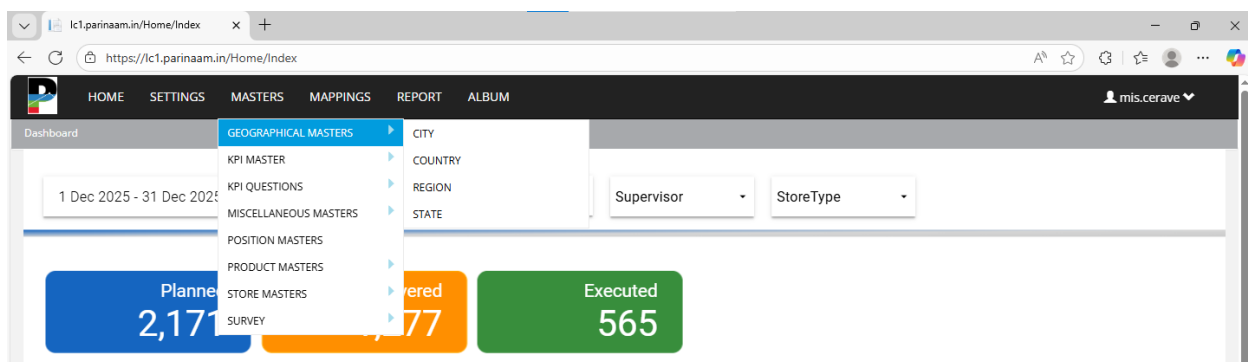 lc1.parinaam.in/Home/Index
https://lc1.parinaam.in/Home/Index
HOME SETTINGS MASTERS MAPPINGS REPORT ALBUM mis.cerave
Dashboard
GEOGRAPHICAL MASTERS CITY
KPI MASTER COUNTRY
KPI QUESTIONS REGION
MISCELLANEOUS MASTERS STATE
POSITION MASTERS
PRODUCT MASTERS
STORE MASTERS
SURVEY
1 Dec 2025 - 31 Dec 2025 Supervisor StoreType
Executed
2,171 565